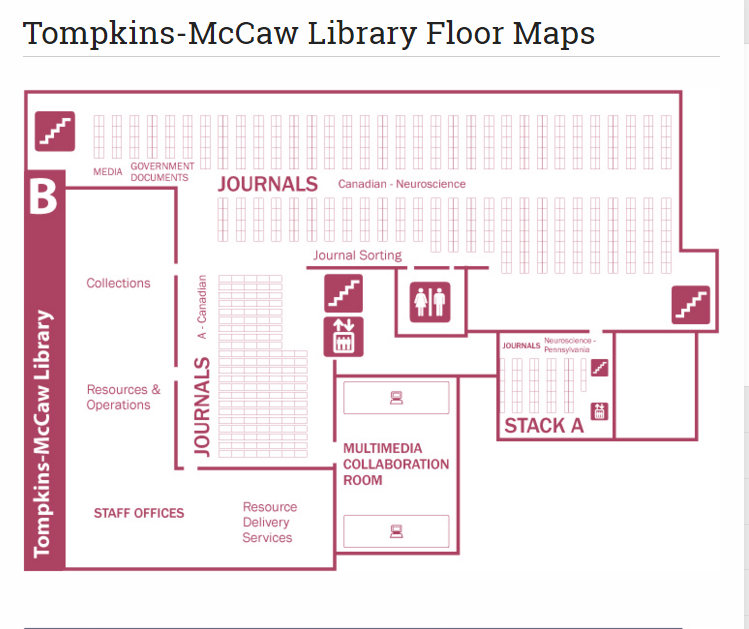 Tompkins-McCaw Library Floor Maps
B
Tompkins-McCaw Library
MEDIA
GOVERNMENT
DOCUMENTS
JOURNALS
Canadian - Neuroscience
Journal Sorting
Collections
A - Canadian
JOURNALS
Resources &
Operations
JOURNALS
Neuroscience -
Pennsylvania
STACK A
MULTIMEDIA
COLLABORATION
ROOM
STAFF OFFICES
Resource
Delivery
Services